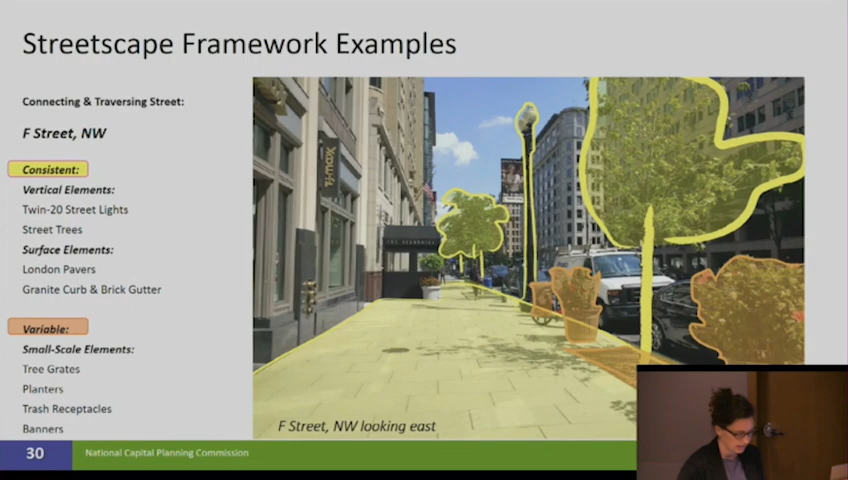 Streetscape Framework Examples
Connecting & Traversing Street:
F Street, NW
Consistent:
Vertical Elements:
Twin-20 Street Lights
Street Trees
Surface Elements:
London Pavers
Granite Curb & Brick Gutter
Variable:
Small-Scale Elements:
Tree Grates
Planters
Trash Receptacles
Banners
T.J.maxx
F Street, NW looking east
30
National Capital Planning Commission